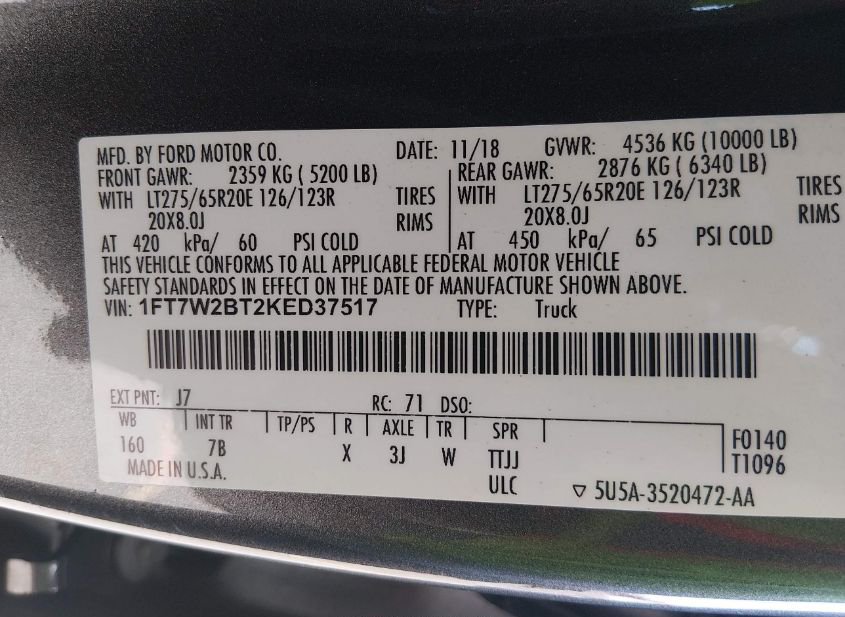 MFD. BY FORD MOTOR CO. DATE: 11/18 GVWR: 4536 KG (10000 LB)
FRONT GAWR: 2359 KG ( 5200 LB) REAR GAWR: 2876 KG ( 6340 LB)
WITH LT275/65R20E 126/123R TIRES WITH LT275/65R20E 126/123R TIRES
20X8.0J RIMS 20X8.0J RIMS
AT 420 kPa/ 60 PSI COLD AT 450 kPa/ 65 PSI COLD
THIS VEHICLE CONFORMS TO ALL APPLICABLE FEDERAL MOTOR VEHICLE
SAFETY STANDARDS IN EFFECT ON THE DATE OF MANUFACTURE SHOWN ABOVE.
VIN: 1FT7W2BT2KED37517 TYPE: Truck
EXT PNT: J7 RC: 71 DSO:
WB INT TR TP/PS R AXLE TR SPR F0140
160 7B X 3J W TTJJ T1096
MADE IN U.S.A. ULC 5U5A-3520472-AA